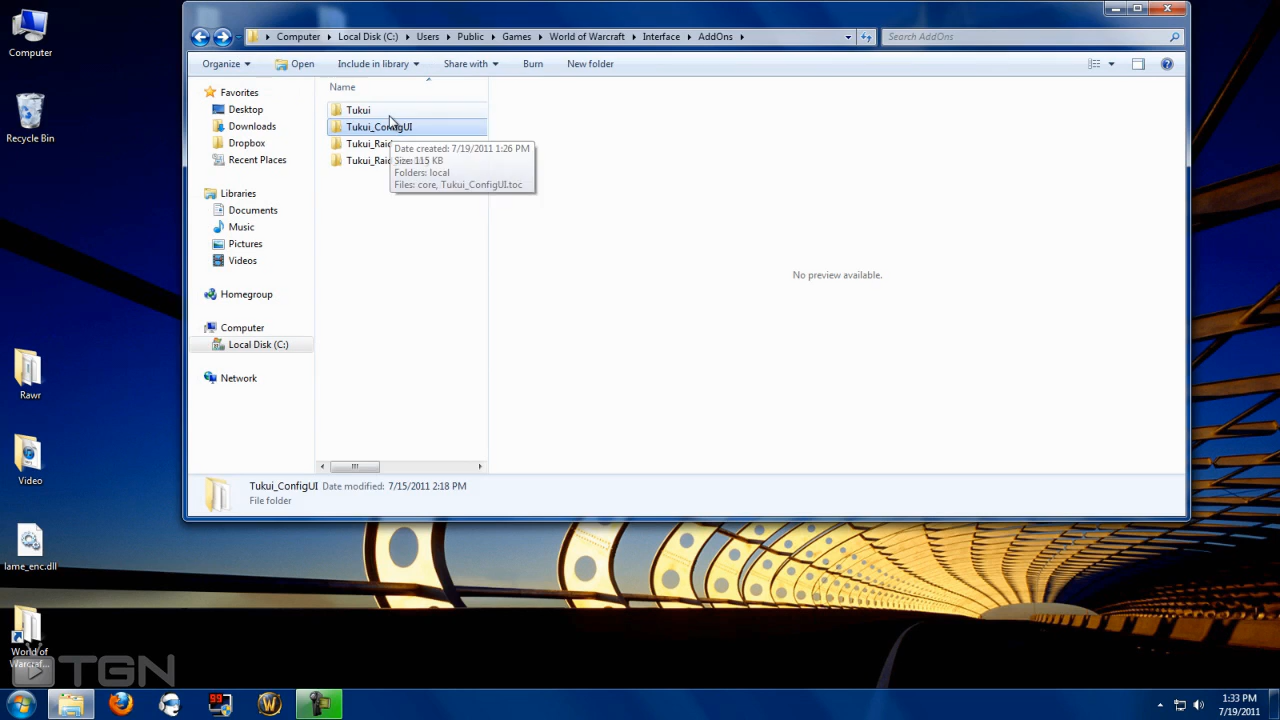 Computer
Recycle Bin
Rawr
Video
lame_enc.dll
World of
Warcraf...
TGN
Computer
Local Disk (C:)
Users
Public
Games
World of Warcraft
Interface
AddOns
Search AddOns
Organize
Open
Include in library
Share with
Burn
New folder
Favorites
Desktop
Downloads
Dropbox
Recent Places
Libraries
Documents
Music
Pictures
Videos
Homegroup
Computer
Local Disk (C:)
Network
Name
Tukui
Tukui_ConfigUI
Tukui_Raid
Tukui_Raid
Date created: 7/19/2011 1:26 PM
Size: 115 KB
Folders: local
Files: core, Tukui_ConfigUI.toc
No preview available.
Tukui_ConfigUI Date modified: 7/15/2011 2:18 PM
File folder
99
W
1:33 PM
7/19/2011